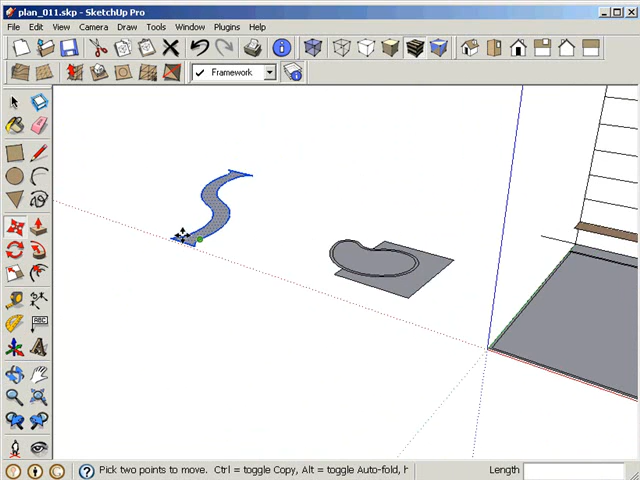 plan_011.skp - SketchUp Pro
File Edit View Camera Draw Tools Window Plugins Help
Framework
ABC
Pick two points to move. Ctrl = toggle Copy, Alt = toggle Auto-fold, h
Length